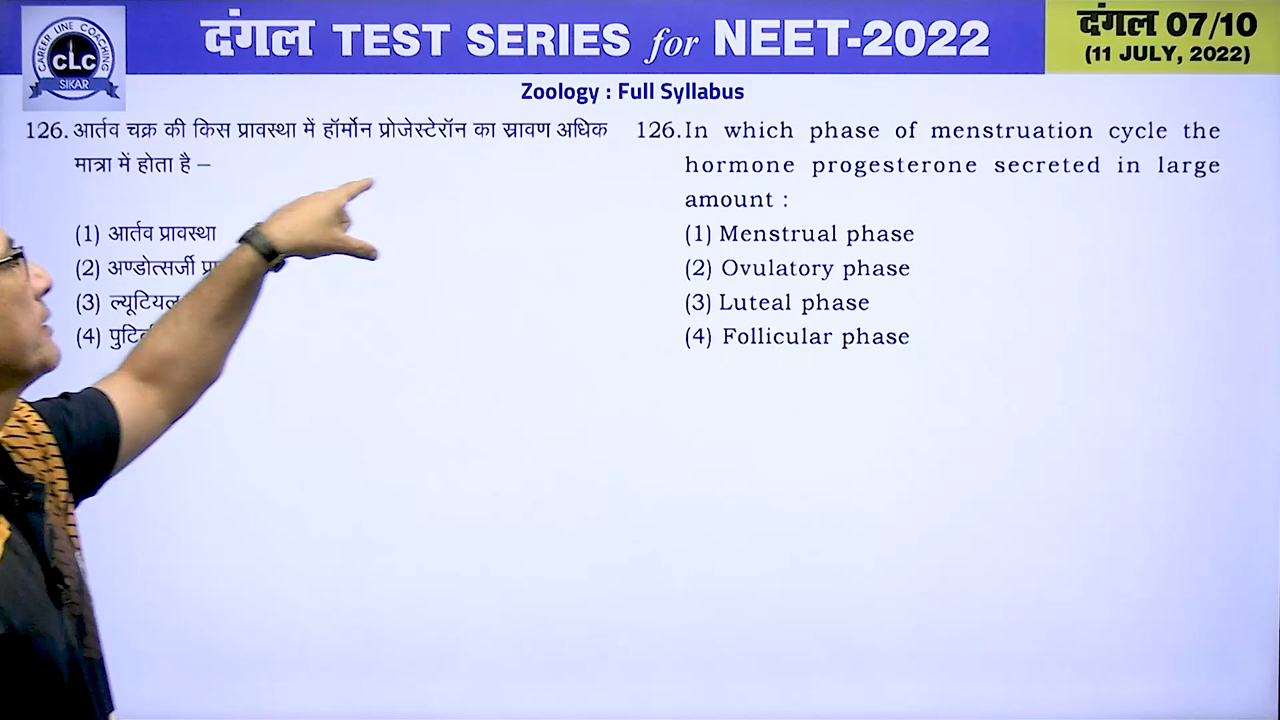 CAREER LINE COACHING
CLC
SIKAR
दंगल TEST SERIES for NEET-2022
दंगल 07/10
(11 JULY, 2022)
Zoology : Full Syllabus
126. आर्तव चक्र की किस प्रावस्था में हॉर्मोन प्रोजेस्टेरॉन का स्रावण अधिक
मात्रा में होता है –
(1) आर्तव प्रावस्था
(2) अण्डोत्सर्जी
(3) ल्यूटियल
(4)
126. In which phase of menstruation cycle the
hormone progesterone secreted in large
amount :
(1) Menstrual phase
(2) Ovulatory phase
(3) Luteal phase
(4) Follicular phase